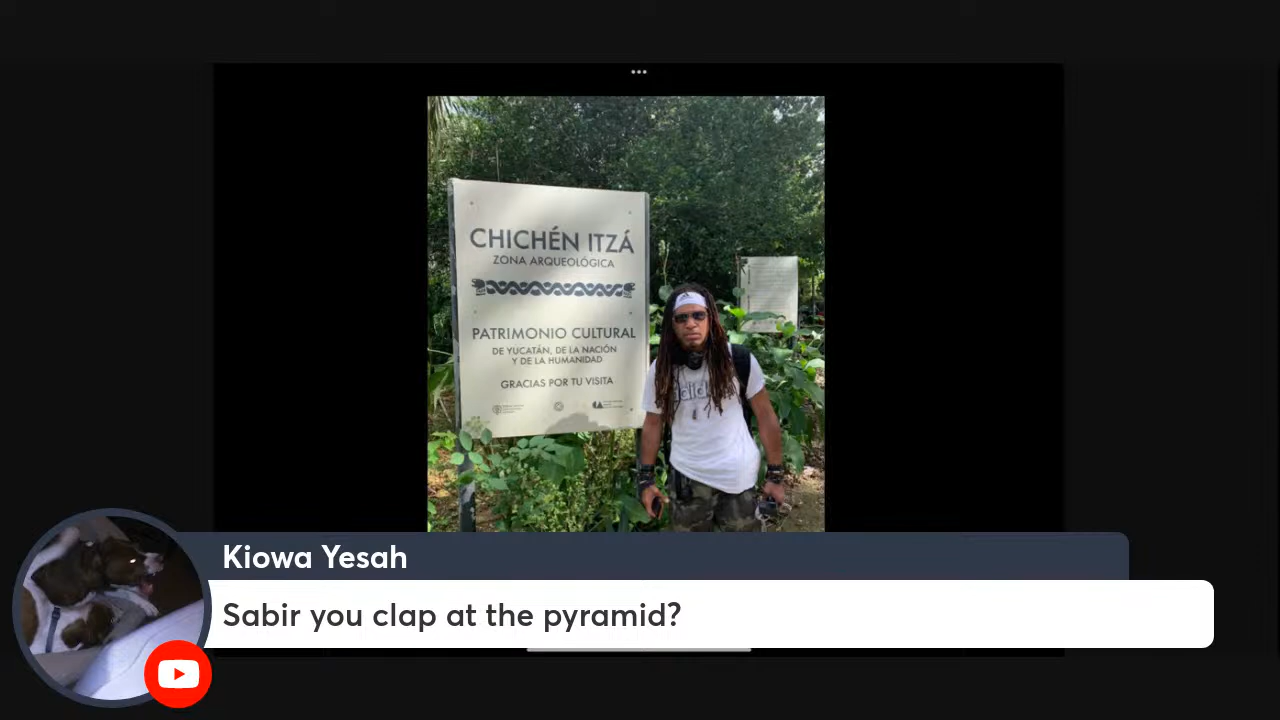 CHICHÉN ITZÁ
ZONA ARQUEOLÓGICA
PATRIMONIO CULTURAL
DE YUCATÁN, DE LA NACIÓN
Y DE LA HUMANIDAD
GRACIAS POR TU VISITA
Kiowa Yesah
Sabir you clap at the pyramid?